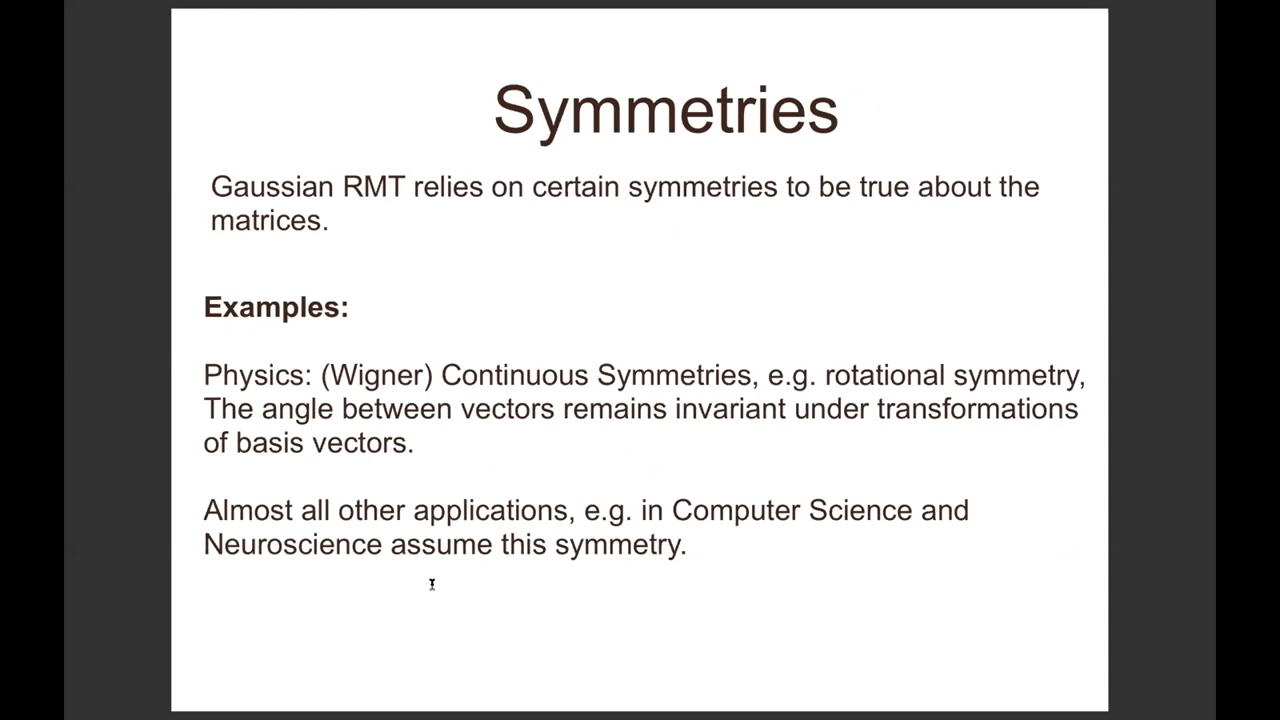 Symmetries
Gaussian RMT relies on certain symmetries to be true about the
matrices.
Examples:
Physics: (Wigner) Continuous Symmetries, e.g. rotational symmetry,
The angle between vectors remains invariant under transformations
of basis vectors.
Almost all other applications, e.g. in Computer Science and
Neuroscience assume this symmetry.